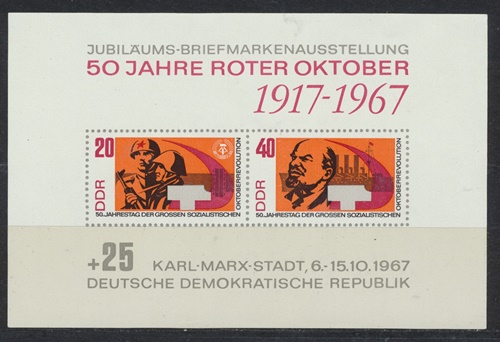 JUBILÄUMS-BRIEFMARKENAUSSTELLUNG
50 JAHRE ROTER OKTOBER
1917-1967
20
DDR
50. JAHRESTAG DER GROSSEN SOZIALISTISCHEN
OKTOBERREVOLUTION
40
DDR
50. JAHRESTAG DER GROSSEN SOZIALISTISCHEN
OKTOBERREVOLUTION
+25 KARL-MARX-STADT, 6.-15.10.1967
DEUTSCHE DEMOKRATISCHE REPUBLIK